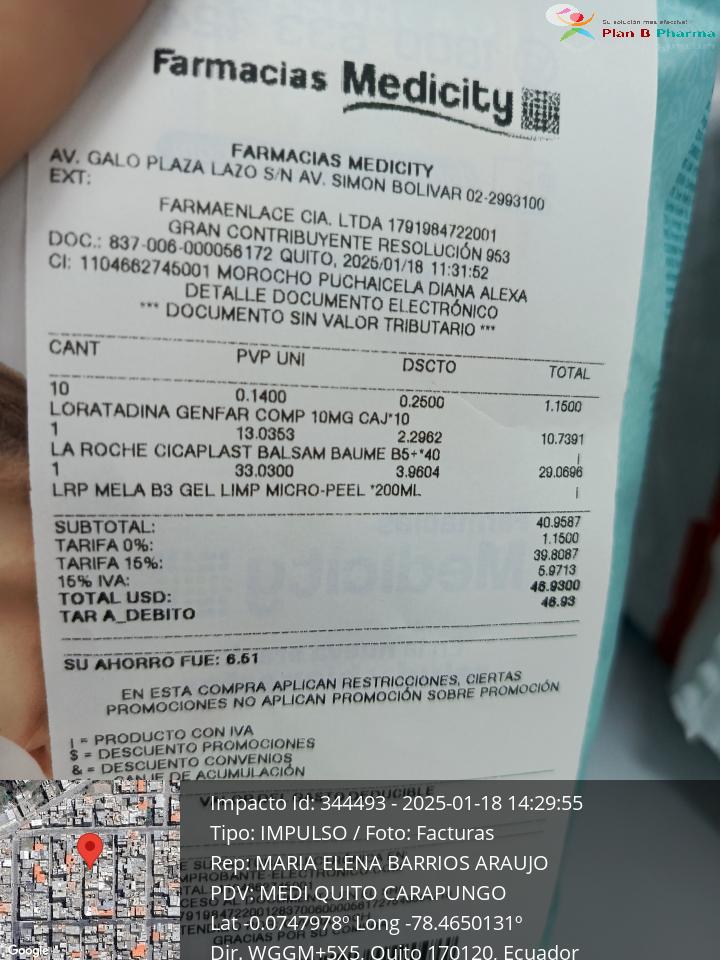 Su solución más efectiva!
Plan B Pharma
Farmacias Medicity
FARMACIAS MEDICITY
AV. GALO PLAZA LAZO S/N AV. SIMON BOLIVAR 02-2993100
EXT:
FARMAENLACE CIA. LTDA 1791984722001
GRAN CONTRIBUYENTE RESOLUCIÓN 953
DOC.: 837-006-000056172 QUITO, 2025/01/18 11:31:52
CI: 1104662745001 MOROCHO PUCHAICELA DIANA ALEXA
DETALLE DOCUMENTO ELECTRÓNICO
*** DOCUMENTO SIN VALOR TRIBUTARIO ***
CANT PVP UNI DSCTO TOTAL
10 0.1400 0.2500 1.1500
LORATADINA GENFAR COMP 10MG CAJ*10
1 13.0353 2.2962 10.7391
LA ROCHE CICAPLAST BALSAM BAUME B5+*40 I
1 33.0300 3.9604 29.0696
LRP MELA B3 GEL LIMP MICRO-PEEL *200ML I
SUBTOTAL: 40.9587
TARIFA 0%: 1.1500
TARIFA 15%: 39.8087
15% IVA: 5.9713
TOTAL USD: 46.9300
TAR A_DEBITO 46.93
SU AHORRO FUE: 6.51
EN ESTA COMPRA APLICAN RESTRICCIONES, CIERTAS
PROMOCIONES NO APLICAN PROMOCIÓN SOBRE PROMOCIÓN
I = PRODUCTO CON IVA
$ = DESCUENTO PROMOCIONES
& = DESCUENTO CONVENIOS
DE ACUMULACIÓN
Impacto Id: 344493 - 2025-01-18 14:29:55
Tipo: IMPULSO / Foto: Facturas
Rep: MARIA ELENA BARRIOS ARAUJO
PDV: MEDI.QUITO CARAPUNGO
Lat -0.0747978º Long -78.4650131º
Dir. WGGM+5X5, Quito 170120, Ecuador
GRACIAS POR SU
Google